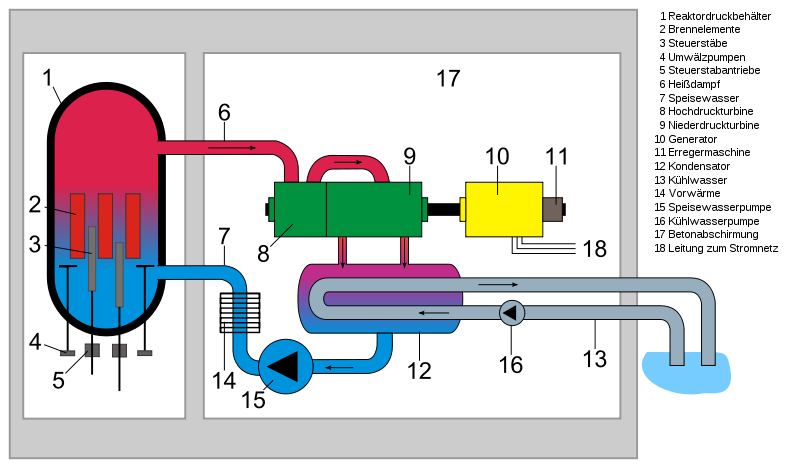 1 Reaktordruckbehälter
2 Brennelemente
3 Steuerstäbe
4 Umwälzpumpen
5 Steuerstabantriebe
6 Heißdampf
7 Speisewasser
8 Hochdruckturbine
9 Niederdruckturbine
10 Generator
11 Erregermaschine
12 Kondensator
13 Kühlwasser
14 Vorwärme
15 Speisewasserpumpe
16 Kühlwasserpumpe
17 Betonabschirmung
18 Leitung zum Stromnetz
1
17
6
9
10
11
2
3
7
8
18
4
5
14
15
12
16
13